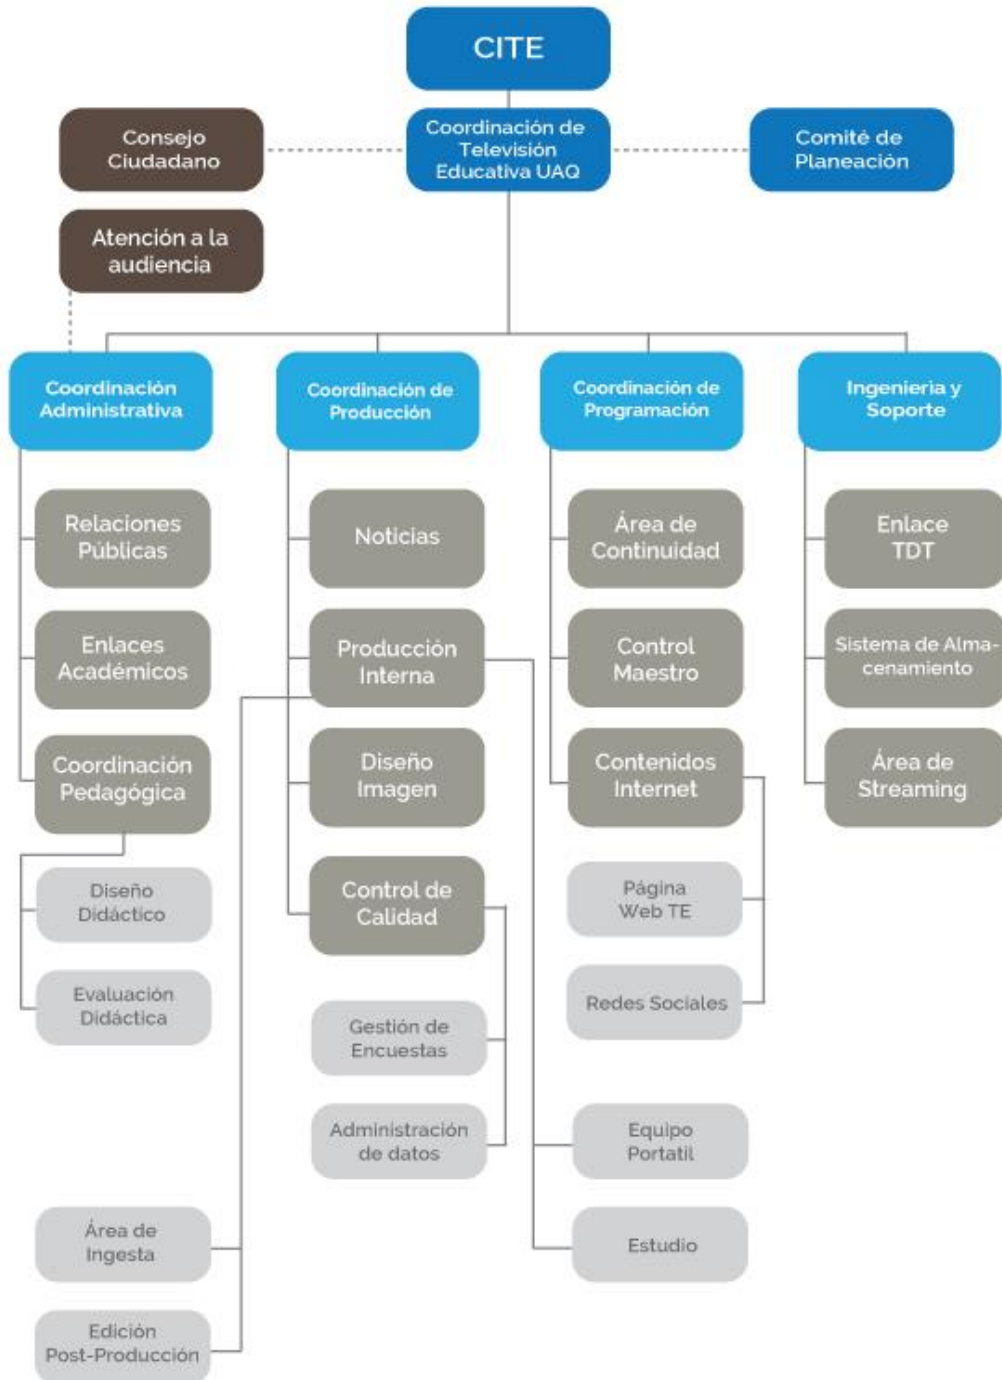 CITE
Consejo
Ciudadano
Coordinación de
Televisión
Educativa UAQ
Comité de
Planeación
Atención a la
audiencia
Coordinación
Administrativa
Coordinación de
Producción
Coordinación de
Programación
Ingenieria y
Soporte
Relaciones
Públicas
Noticias
Área de
Continuidad
Enlace
TDT
Enlaces
Académicos
Producción
Interna
Control
Maestro
Sistema de Alma-
cenamiento
Coordinación
Pedagógica
Diseño
Imagen
Contenidos
Internet
Área de
Streaming
Diseño
Didáctico
Control de
Calidad
Página
Web TE
Evaluación
Didáctica
Redes Sociales
Gestión de
Encuestas
Administración
de datos
Equipo
Portatil
Área de
Ingesta
Estudio
Edición
Post-Producción